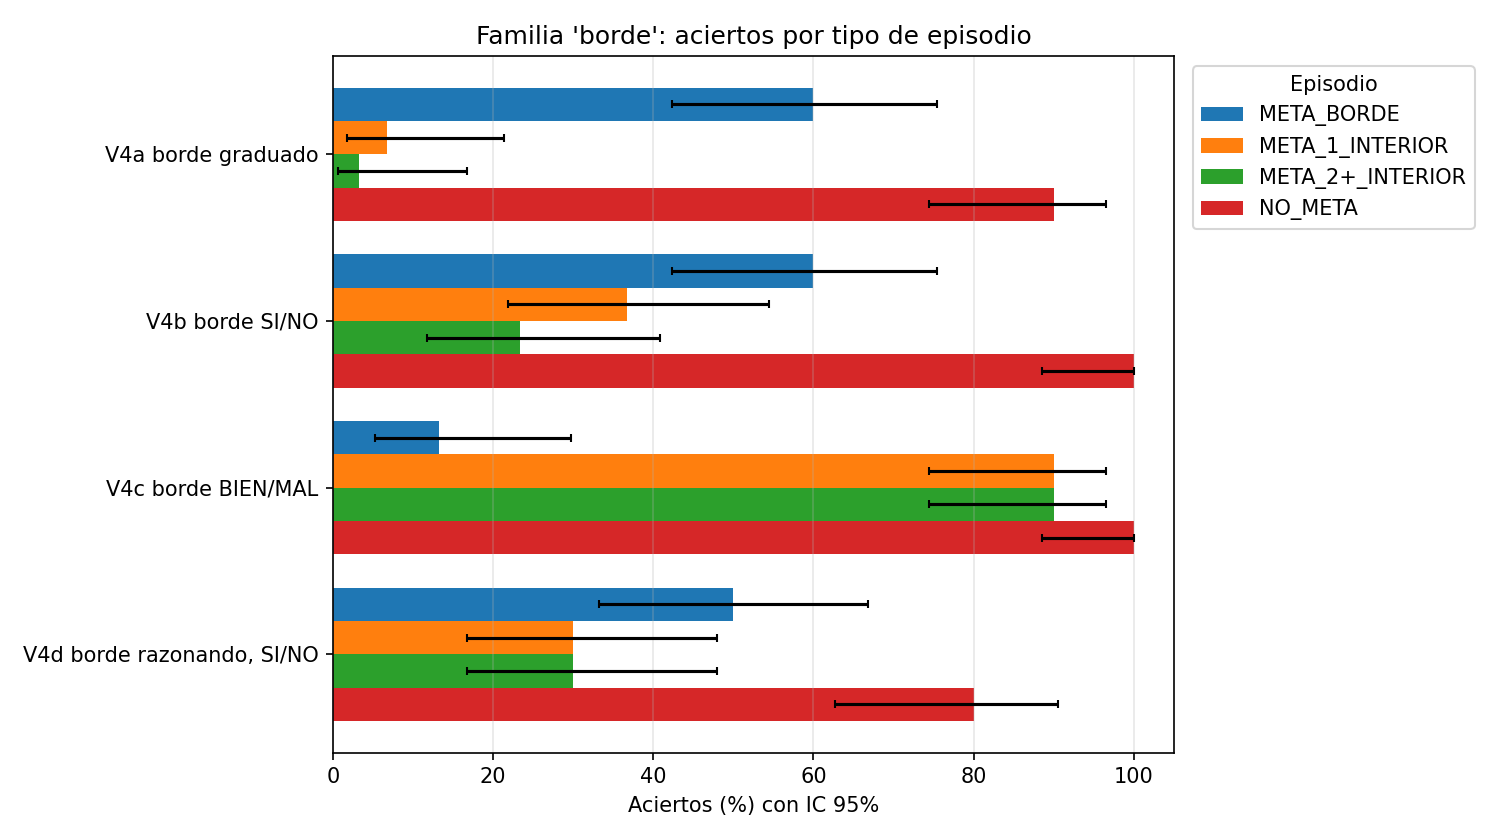 Familia 'borde': aciertos por tipo de episodio
Episodio
META_BORDE
META_1_INTERIOR
META_2+_INTERIOR
NO_META
V4a borde graduado
V4b borde SI/NO
V4c borde BIEN/MAL
V4d borde razonando, SI/NO
0 20 40 60 80 100
Aciertos (%) con IC 95%